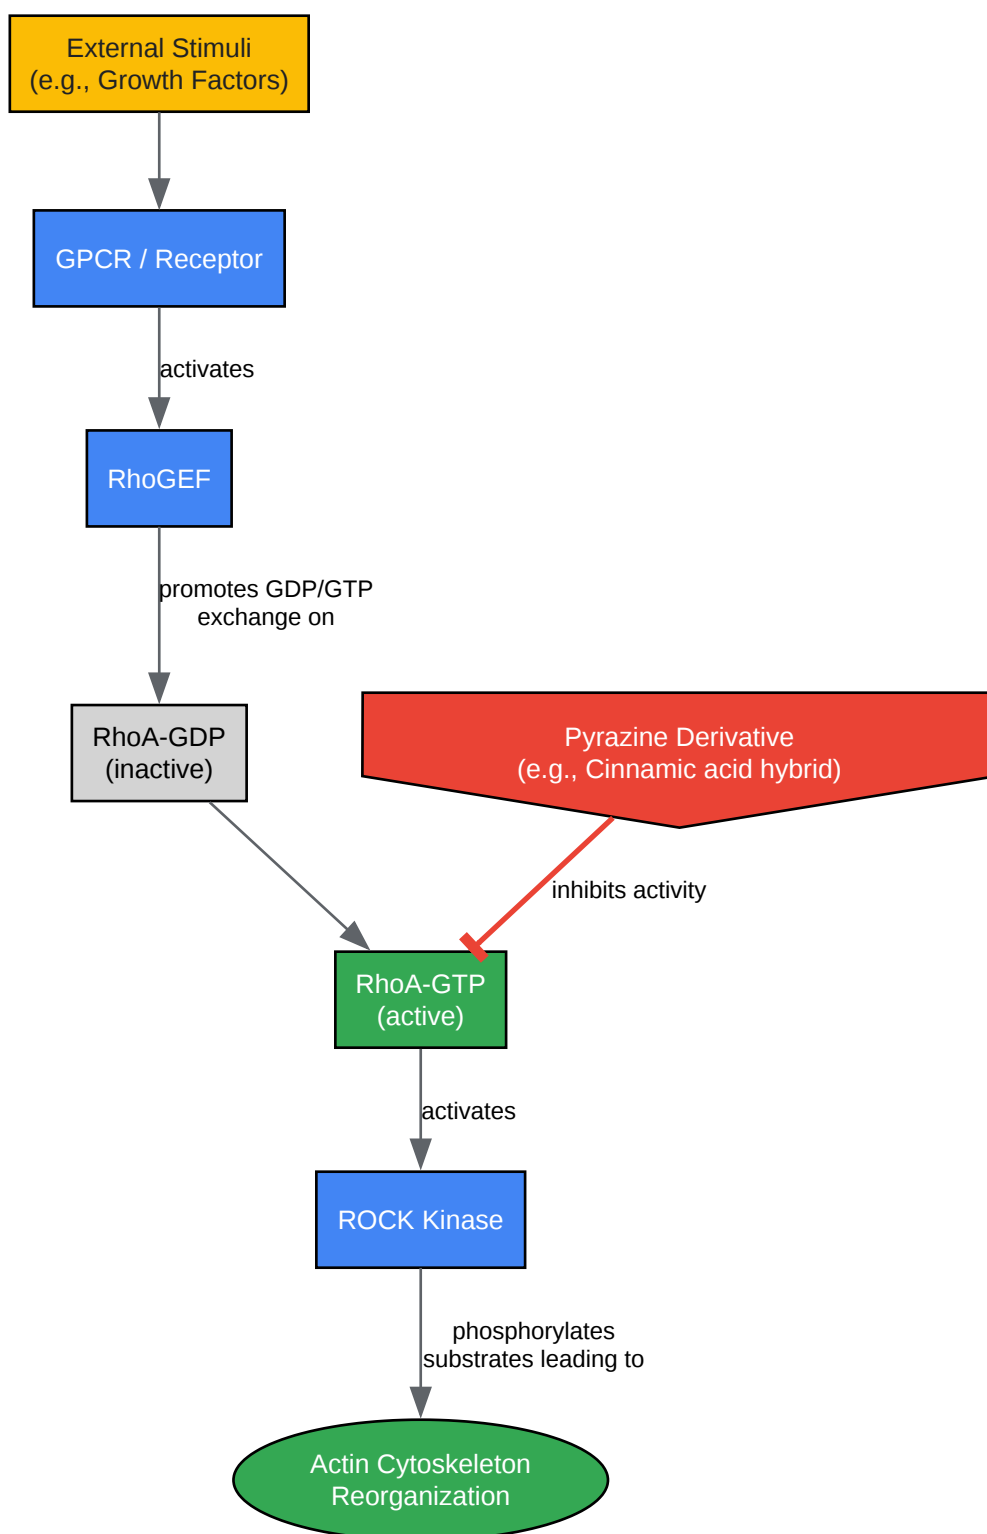 External Stimuli
(e.g., Growth Factors)
GPCR / Receptor
activates
RhoGEF
promotes GDP/GTP
exchange on
RhoA-GDP
(inactive)
Pyrazine Derivative
(e.g., Cinnamic acid hybrid)
inhibits activity
RhoA-GTP
(active)
activates
ROCK Kinase
phosphorylates
substrates leading to
Actin Cytoskeleton
Reorganization